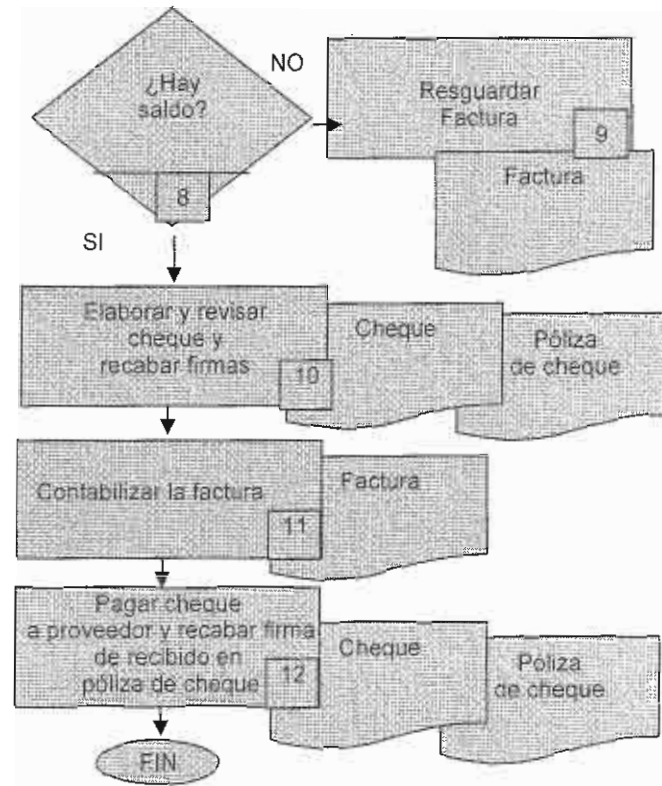 ¿Hay
saldo?
8
NO
SI
Resguardar
Factura
9
Factura
Elaborar y revisar
cheque y
recabar firmas
10
Cheque
Póliza
de cheque
Contabilizar la factura
11
Factura
Pagar cheque
a proveedor y recabar firma
de recibido en
póliza de cheque
12
Cheque
Póliza
de cheque
FIN